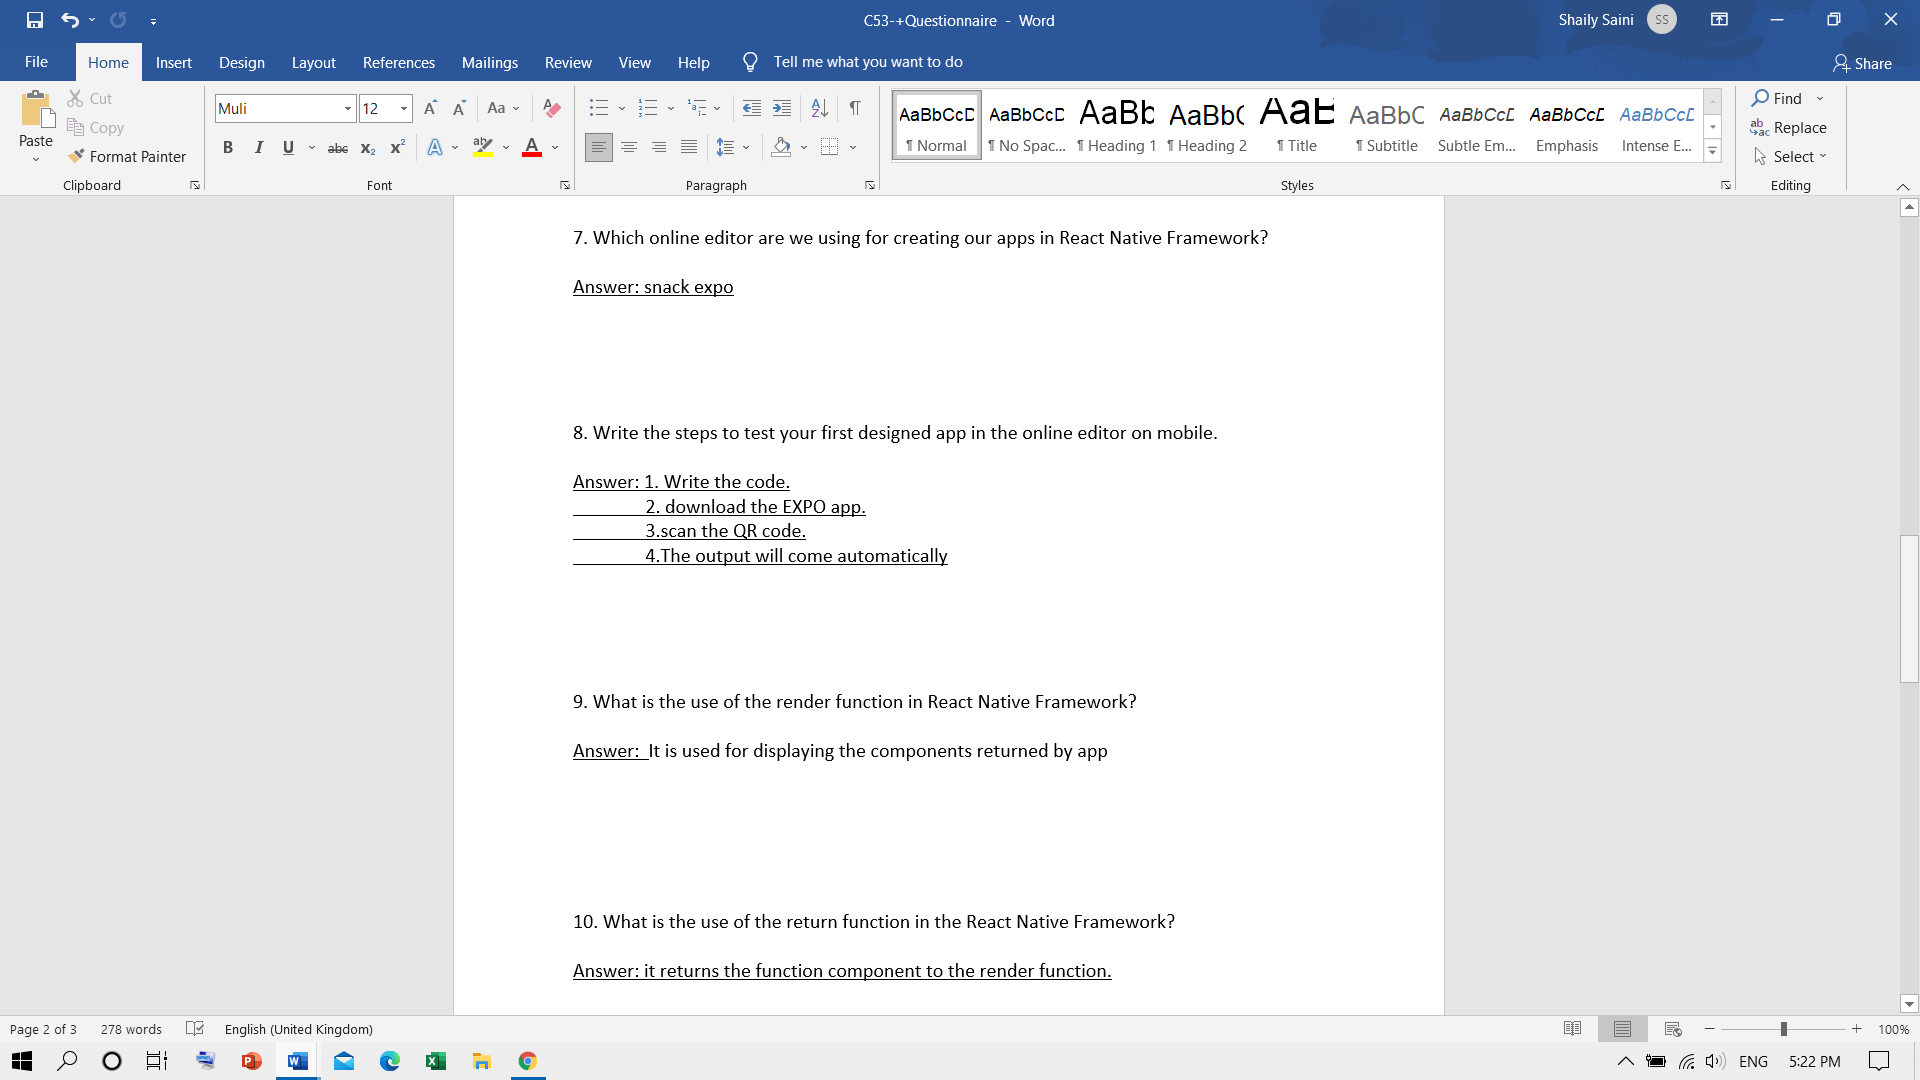 C53-+Questionnaire - Word
Shaily Saini
SS
File Home Insert Design Layout References Mailings Review View Help Tell me what you want to do
Share
Paste
Cut
Copy
Format Painter
Clipboard
Muli 12
Aa
B I U abc x₂ x² A ab A
Font
Paragraph
AaBbCcD AaBbCcD AaBb AaBb( AaB AaBbC AaBbCcD AaBbCcD AaBbCcD
¶ Normal ¶ No Spac... ¶ Heading 1 ¶ Heading 2 ¶ Title ¶ Subtitle Subtle Em... Emphasis Intense E...
Styles
Find
Replace
Select
Editing
7. Which online editor are we using for creating our apps in React Native Framework?
Answer: snack expo
8. Write the steps to test your first designed app in the online editor on mobile.
Answer: 1. Write the code.
2. download the EXPO app.
3.scan the QR code.
4.The output will come automatically
9. What is the use of the render function in React Native Framework?
Answer: It is used for displaying the components returned by app
10. What is the use of the return function in the React Native Framework?
Answer: it returns the function component to the render function.
Page 2 of 3 278 words English (United Kingdom)
100%
ENG 5:22 PM